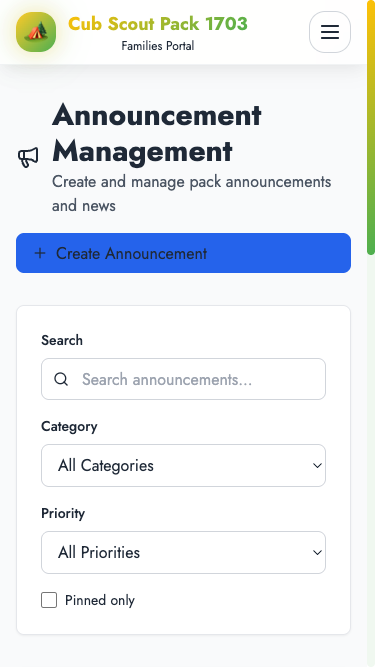 Cub Scout Pack 1703
Families Portal
Announcement
Management
Create and manage pack announcements
and news
Create Announcement
Search
Search announcements...
Category
All Categories
Priority
All Priorities
Pinned only